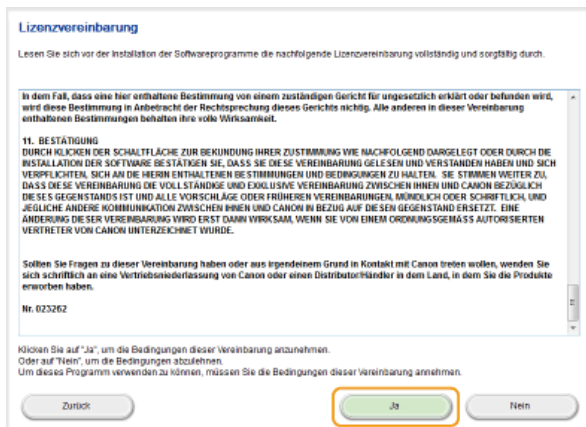 Lizenzvereinbarung
Lesen Sie sich vor der Installation der Softwareprogramme die nachfolgende Lizenzvereinbarung vollständig und sorgfältig durch.
In dem Fall, dass eine hier enthaltene Bestimmung von einem zuständigen Gericht für ungesetzlich erklärt oder befunden wird,
wird diese Bestimmung in Anbetracht der Rechtsprechung dieses Gerichts nichtig. Alle anderen in dieser Vereinbarung
enthaltenen Bestimmungen behalten ihre volle Wirksamkeit.
11. BESTÄTIGUNG
DURCH KLICKEN DER SCHALTFLÄCHE ZUR BEKUNDUNG IHRER ZUSTIMMUNG WIE NACHFOLGEND DARGELEGT ODER DURCH DIE
INSTALLATION DER SOFTWARE BESTÄTIGEN SIE, DASS SIE DIESE VEREINBARUNG GELESEN UND VERSTANDEN HABEN UND SICH
VERPFLICHTEN, SICH AN DIE HIERIN ENTHALTENEN BESTIMMUNGEN UND BEDINGUNGEN ZU HALTEN. SIE STIMMEN WEITER ZU,
DASS DIESE VEREINBARUNG DIE VOLLSTÄNDIGE UND EXKLUSIVE VEREINBARUNG ZWISCHEN IHNEN UND CANON BEZÜGLICH
DIESES GEGENSTANDS IST UND ALLE VORSCHLÄGE ODER FRÜHEREN VEREINBARUNGEN, MÜNDLICH ODER SCHRIFTLICH, UND
JEGLICHE ANDERE KOMMUNIKATION ZWISCHEN IHNEN UND CANON IN BEZUG AUF DIESEN GEGENSTAND ERSETZT. EINE
ÄNDERUNG DIESER VEREINBARUNG WIRD ERST DANN WIRKSAM, WENN SIE VON EINEM ORDNUNGSGEMÄSS AUTORISIERTEN
VERTRETER VON CANON UNTERZEICHNET WURDE.
Sollten Sie Fragen zu dieser Vereinbarung haben oder aus irgendeinem Grund in Kontakt mit Canon treten wollen, wenden Sie
sich schriftlich an eine Vertriebsniederlassung von Canon oder einen Distributor/Händler in dem Land, in dem Sie die Produkte
erworben haben.
Nr. 023262
Klicken Sie auf "Ja", um die Bedingungen dieser Vereinbarung anzunehmen.
Oder auf "Nein", um die Bedingungen abzulehnen.
Um dieses Programm verwenden zu können, müssen Sie die Bedingungen dieser Vereinbarung annehmen.
Zurück Ja Nein